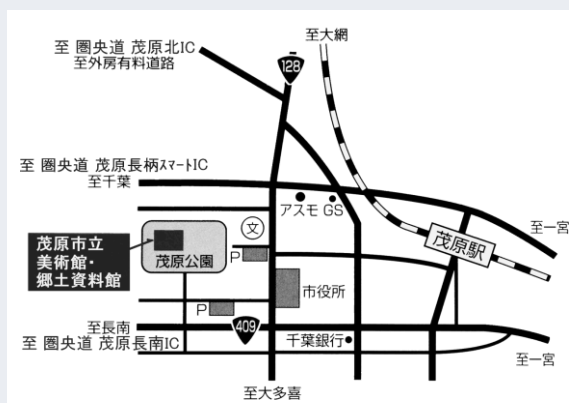 至 圏央道 茂原北IC
至外房有料道路
128
至大網
至 圏央道 茂原長柄スマートIC
至千葉
アスモ GS
至一宮
茂原市立
美術館・
郷土資料館
茂原公園
文
P
茂原駅
市役所
P
至長南
409
至 圏央道 茂原長南IC
千葉銀行
至一宮
至大多喜